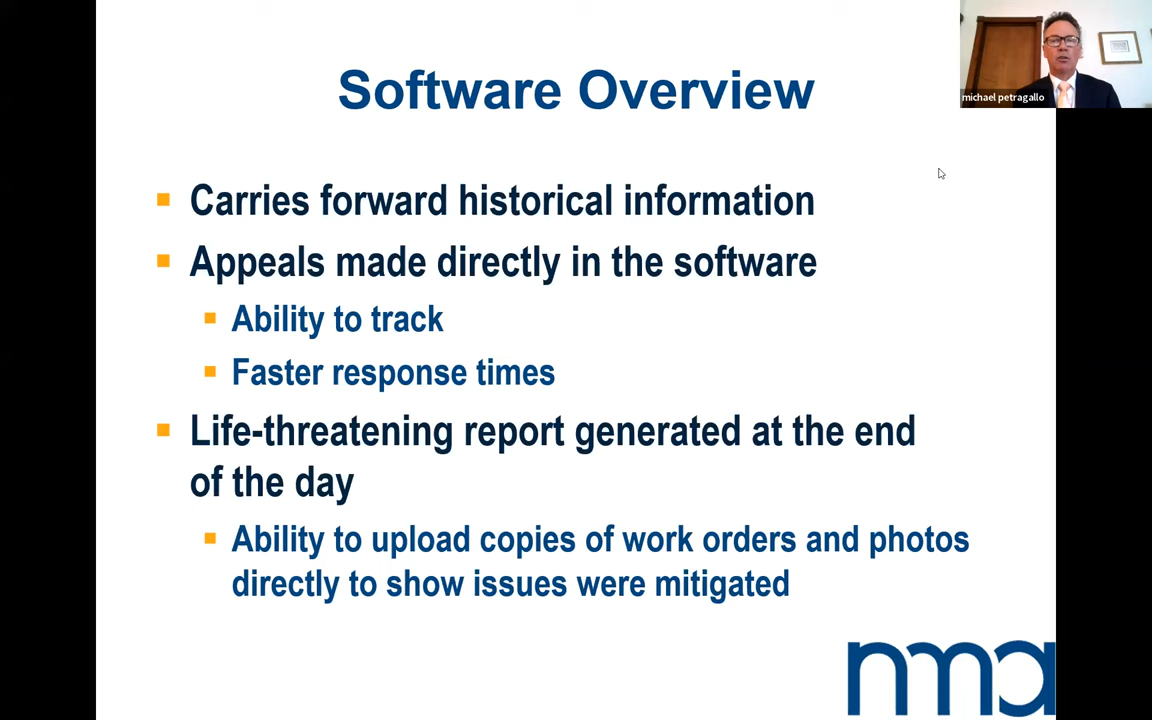 Software Overview
michael petragallo
Carries forward historical information
Appeals made directly in the software
Ability to track
Faster response times
Life-threatening report generated at the end
of the day
Ability to upload copies of work orders and photos
directly to show issues were mitigated
nma